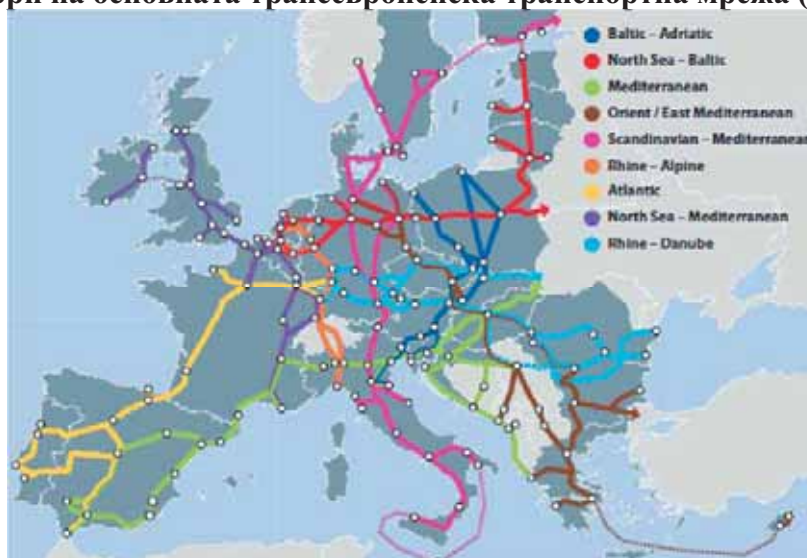 ри на основната трансевропейска транспортна мрежа (
Baltic – Adriatic
North Sea – Baltic
Mediterranean
Orient / East Mediterranean
Scandinavian – Mediterranean
Rhine – Alpine
Atlantic
North Sea – Mediterranean
Rhine – Danube